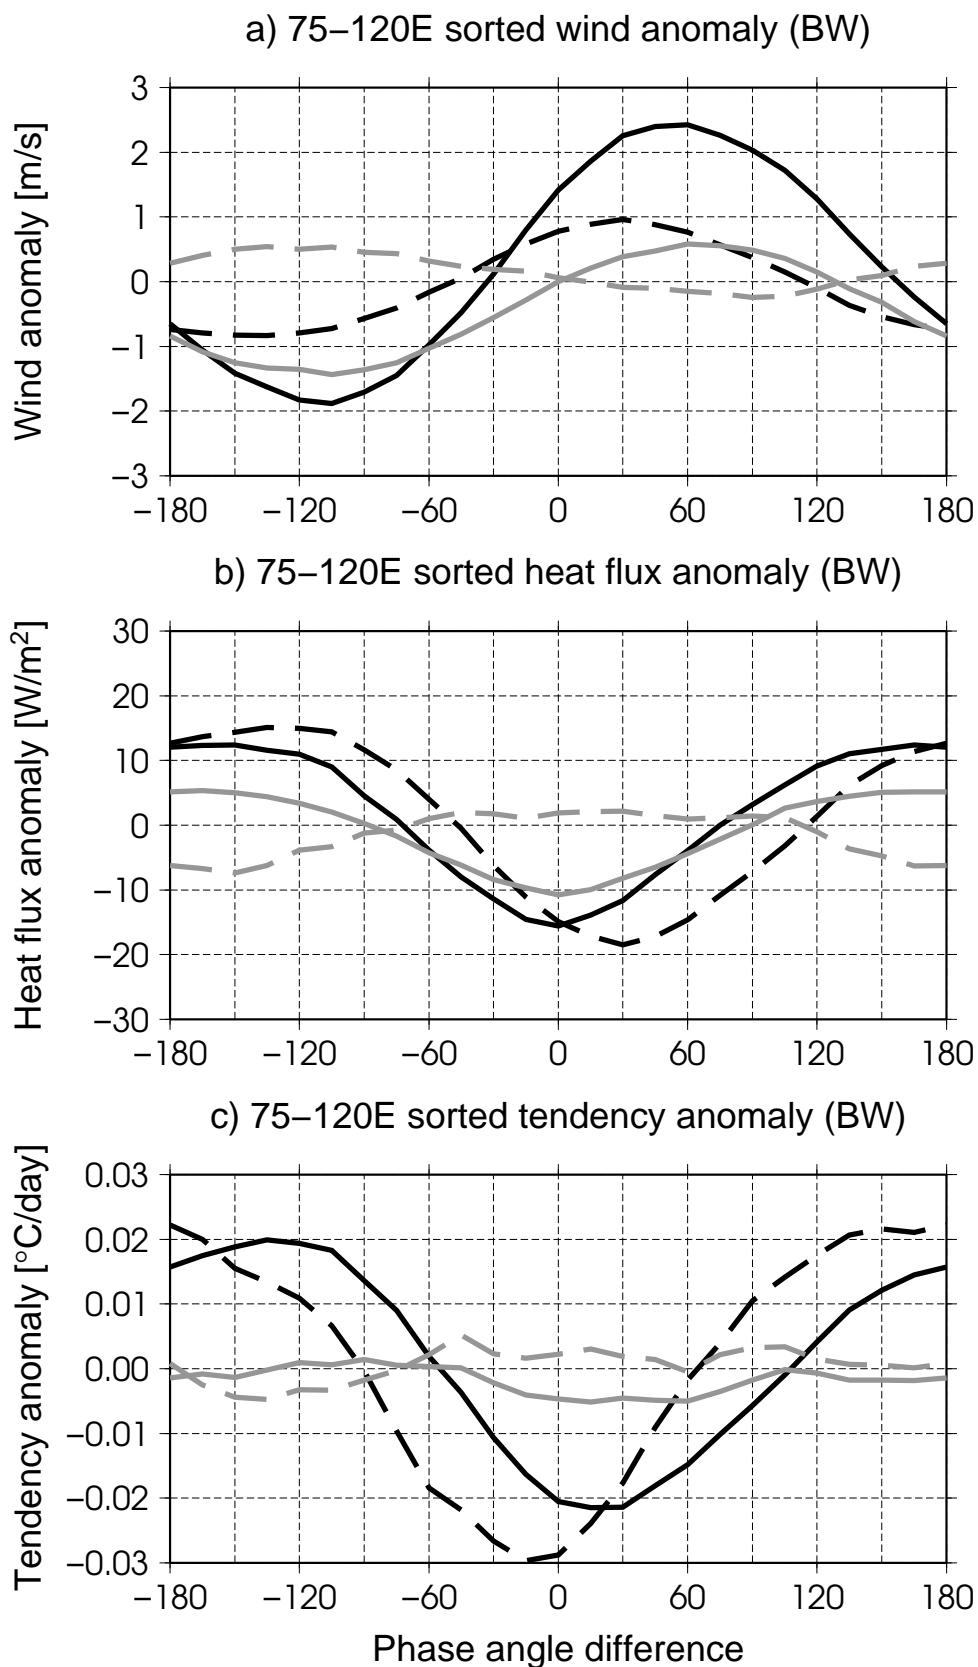 a) 75–120E sorted wind anomaly (BW)
Wind anomaly [m/s]
3
2
1
0
−1
−2
−3
−180 −120 −60 0 60 120 180
b) 75–120E sorted heat flux anomaly (BW)
Heat flux anomaly [W/m²]
30
20
10
0
−10
−20
−30
−180 −120 −60 0 60 120 180
c) 75–120E sorted tendency anomaly (BW)
Tendency anomaly [°C/day]
0.03
0.02
0.01
0.00
−0.01
−0.02
−0.03
−180 −120 −60 0 60 120 180
Phase angle difference